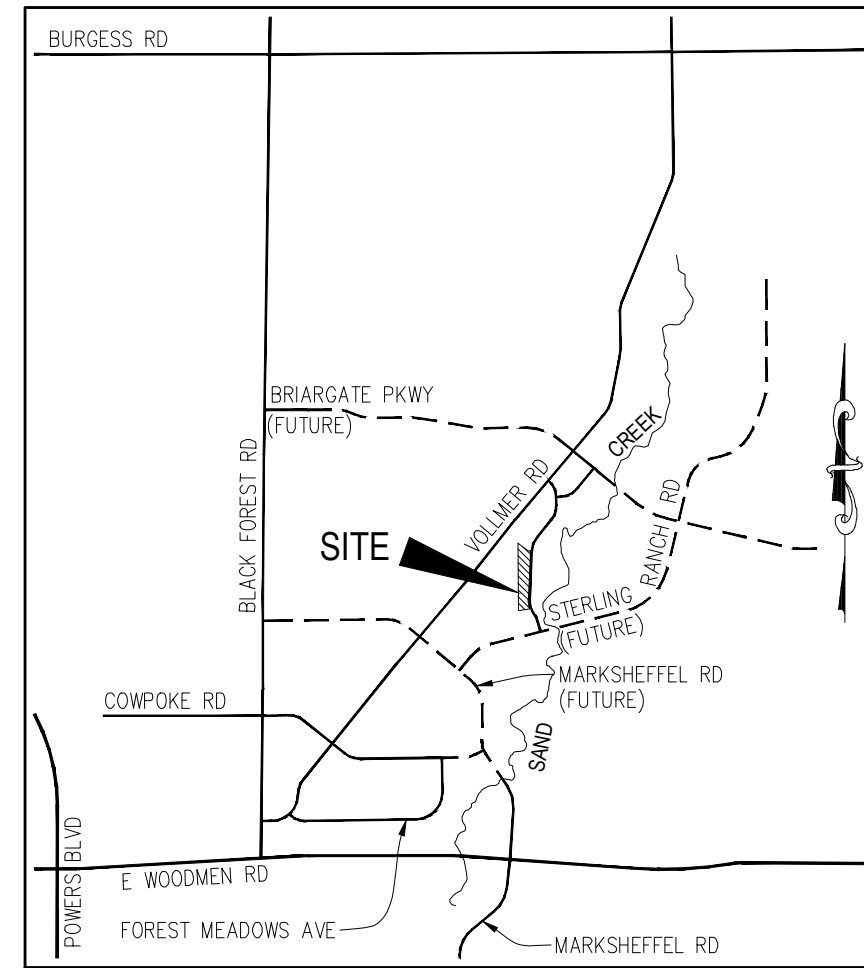 BURGESS RD
BRIARGATE PKWY
(FUTURE)
BLACK FOREST RD
VOLLMER RD
CREEK
SITE
STERLING RANCH RD
(FUTURE)
MARKSHEFFEL RD
(FUTURE)
COWPOKE RD
SAND
POWERS BLVD
E WOODMEN RD
FOREST MEADOWS AVE
MARKSHEFFEL RD